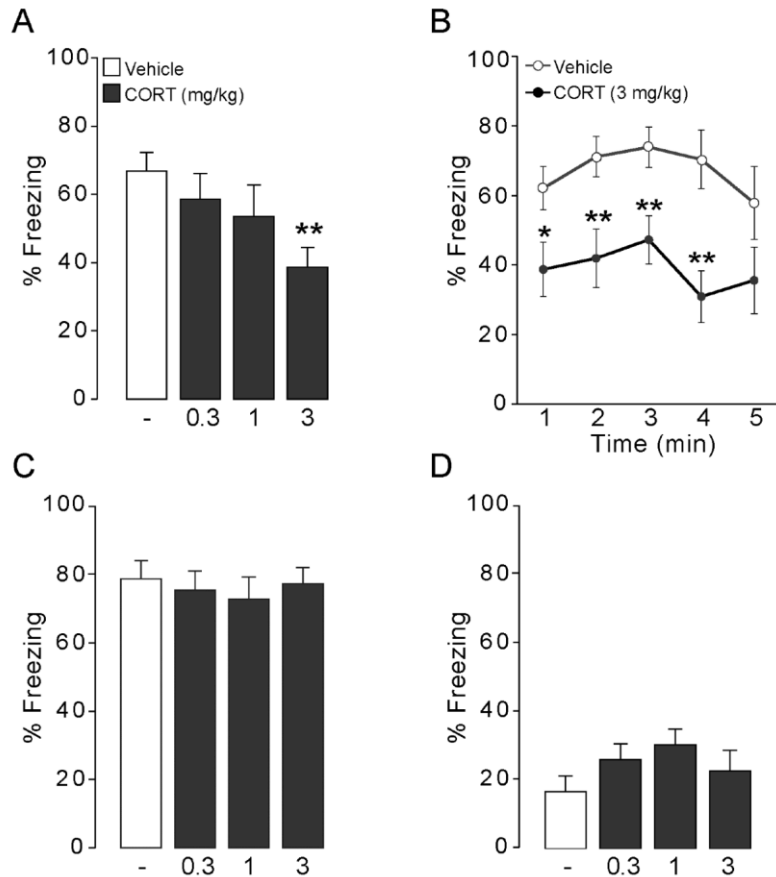 A
% Freezing
100
80
60
40
20
0
Vehicle
CORT (mg/kg)
**
- 0.3 1 3
B
% Freezing
100
80
60
40
20
0
Vehicle
CORT (3 mg/kg)
* ** ** **
1 2 3 4 5
Time (min)
C
% Freezing
100
80
60
40
20
0
- 0.3 1 3
D
% Freezing
100
80
60
40
20
0
- 0.3 1 3